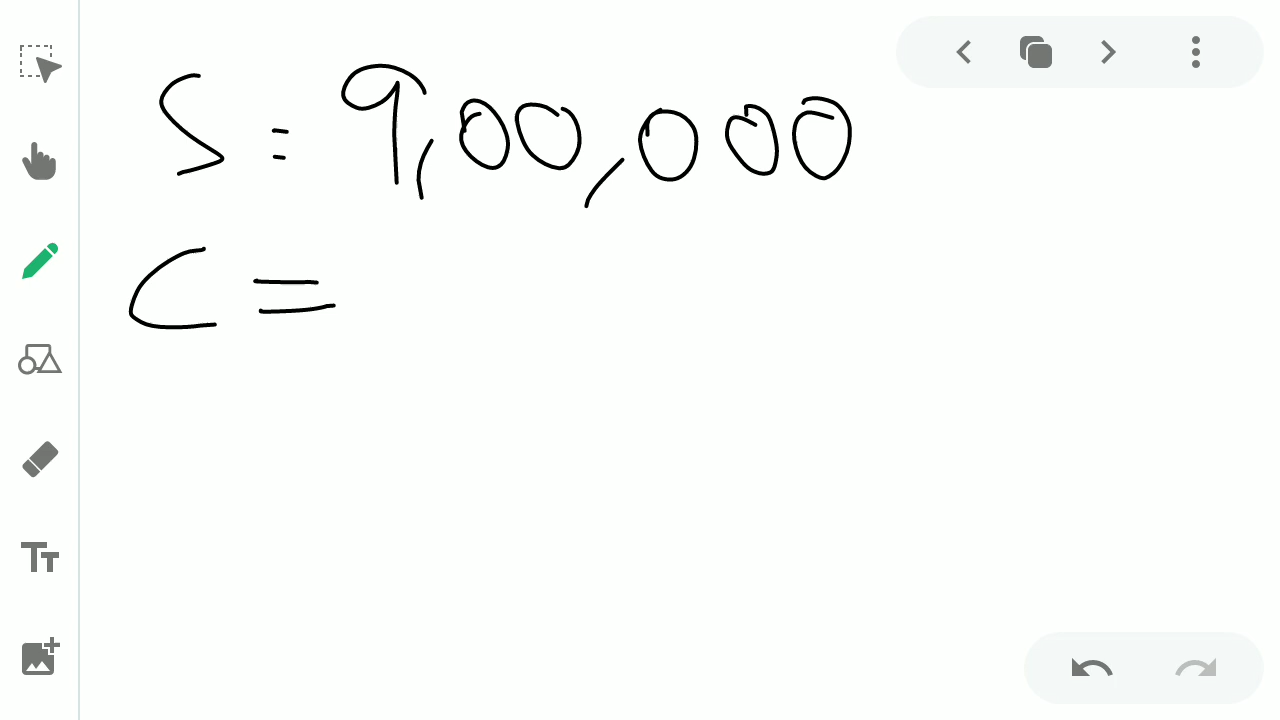 S = 9,00,000
C =